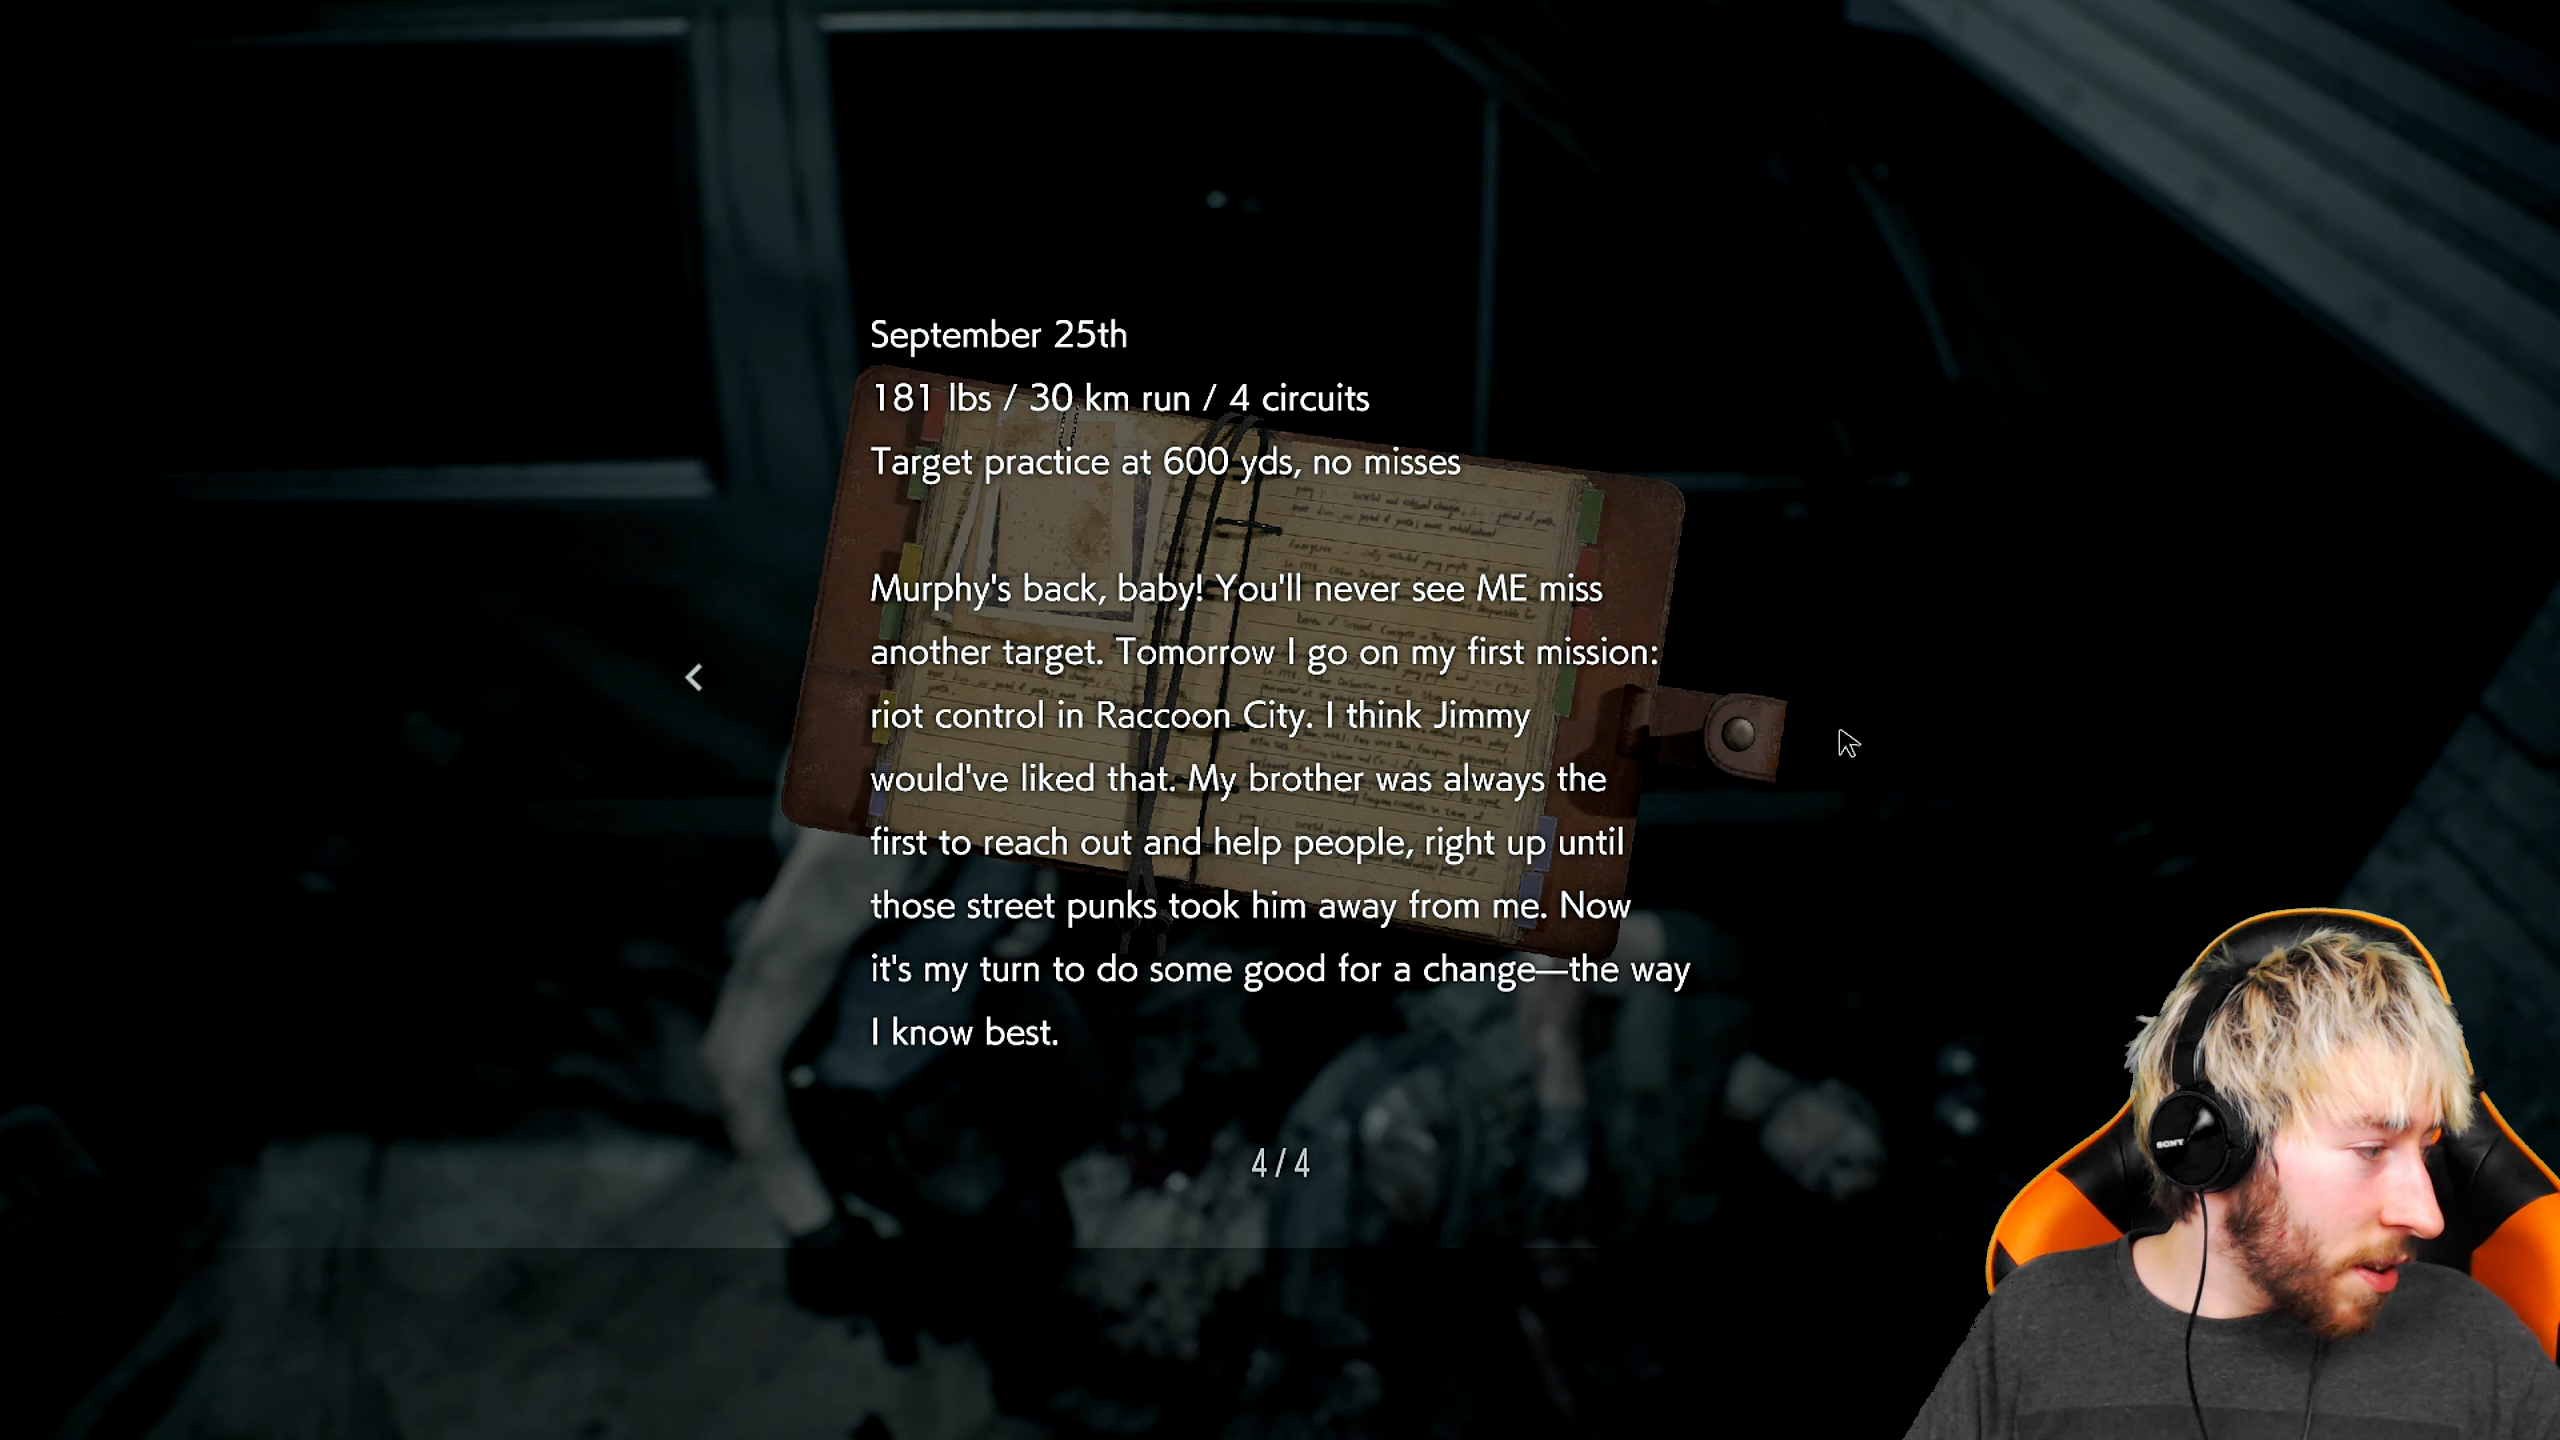 September 25th
181 lbs / 30 km run / 4 circuits
Target practice at 600 yds, no misses
Murphy's back, baby! You'll never see ME miss
another target. Tomorrow I go on my first mission:
riot control in Raccoon City. I think Jimmy
would've liked that. My brother was always the
first to reach out and help people, right up until
those street punks took him away from me. Now
it's my turn to do some good for a change—the way
I know best.
4 / 4
SONY